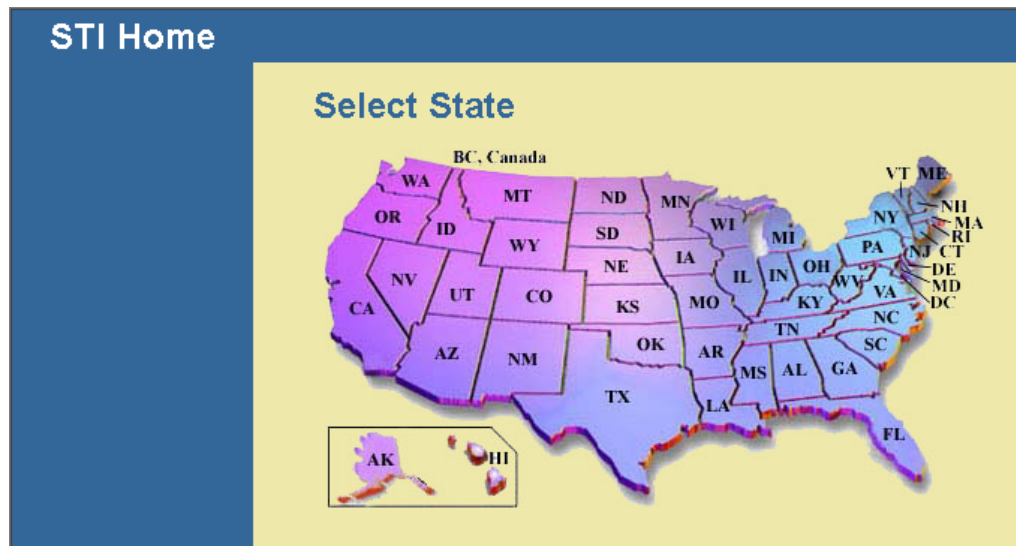 STI Home
Select State
BC, Canada
WA
MT
ND
MN
VT
ME
OR
ID
WY
SD
WI
MI
NY
NH
MA
RI
CT
NV
UT
CO
NE
IA
IL
IN
OH
PA
NJ
DE
MD
DC
CA
KS
MO
KY
WV
VA
AZ
NM
OK
AR
TN
NC
SC
TX
LA
MS
AL
GA
FL
AK
HI